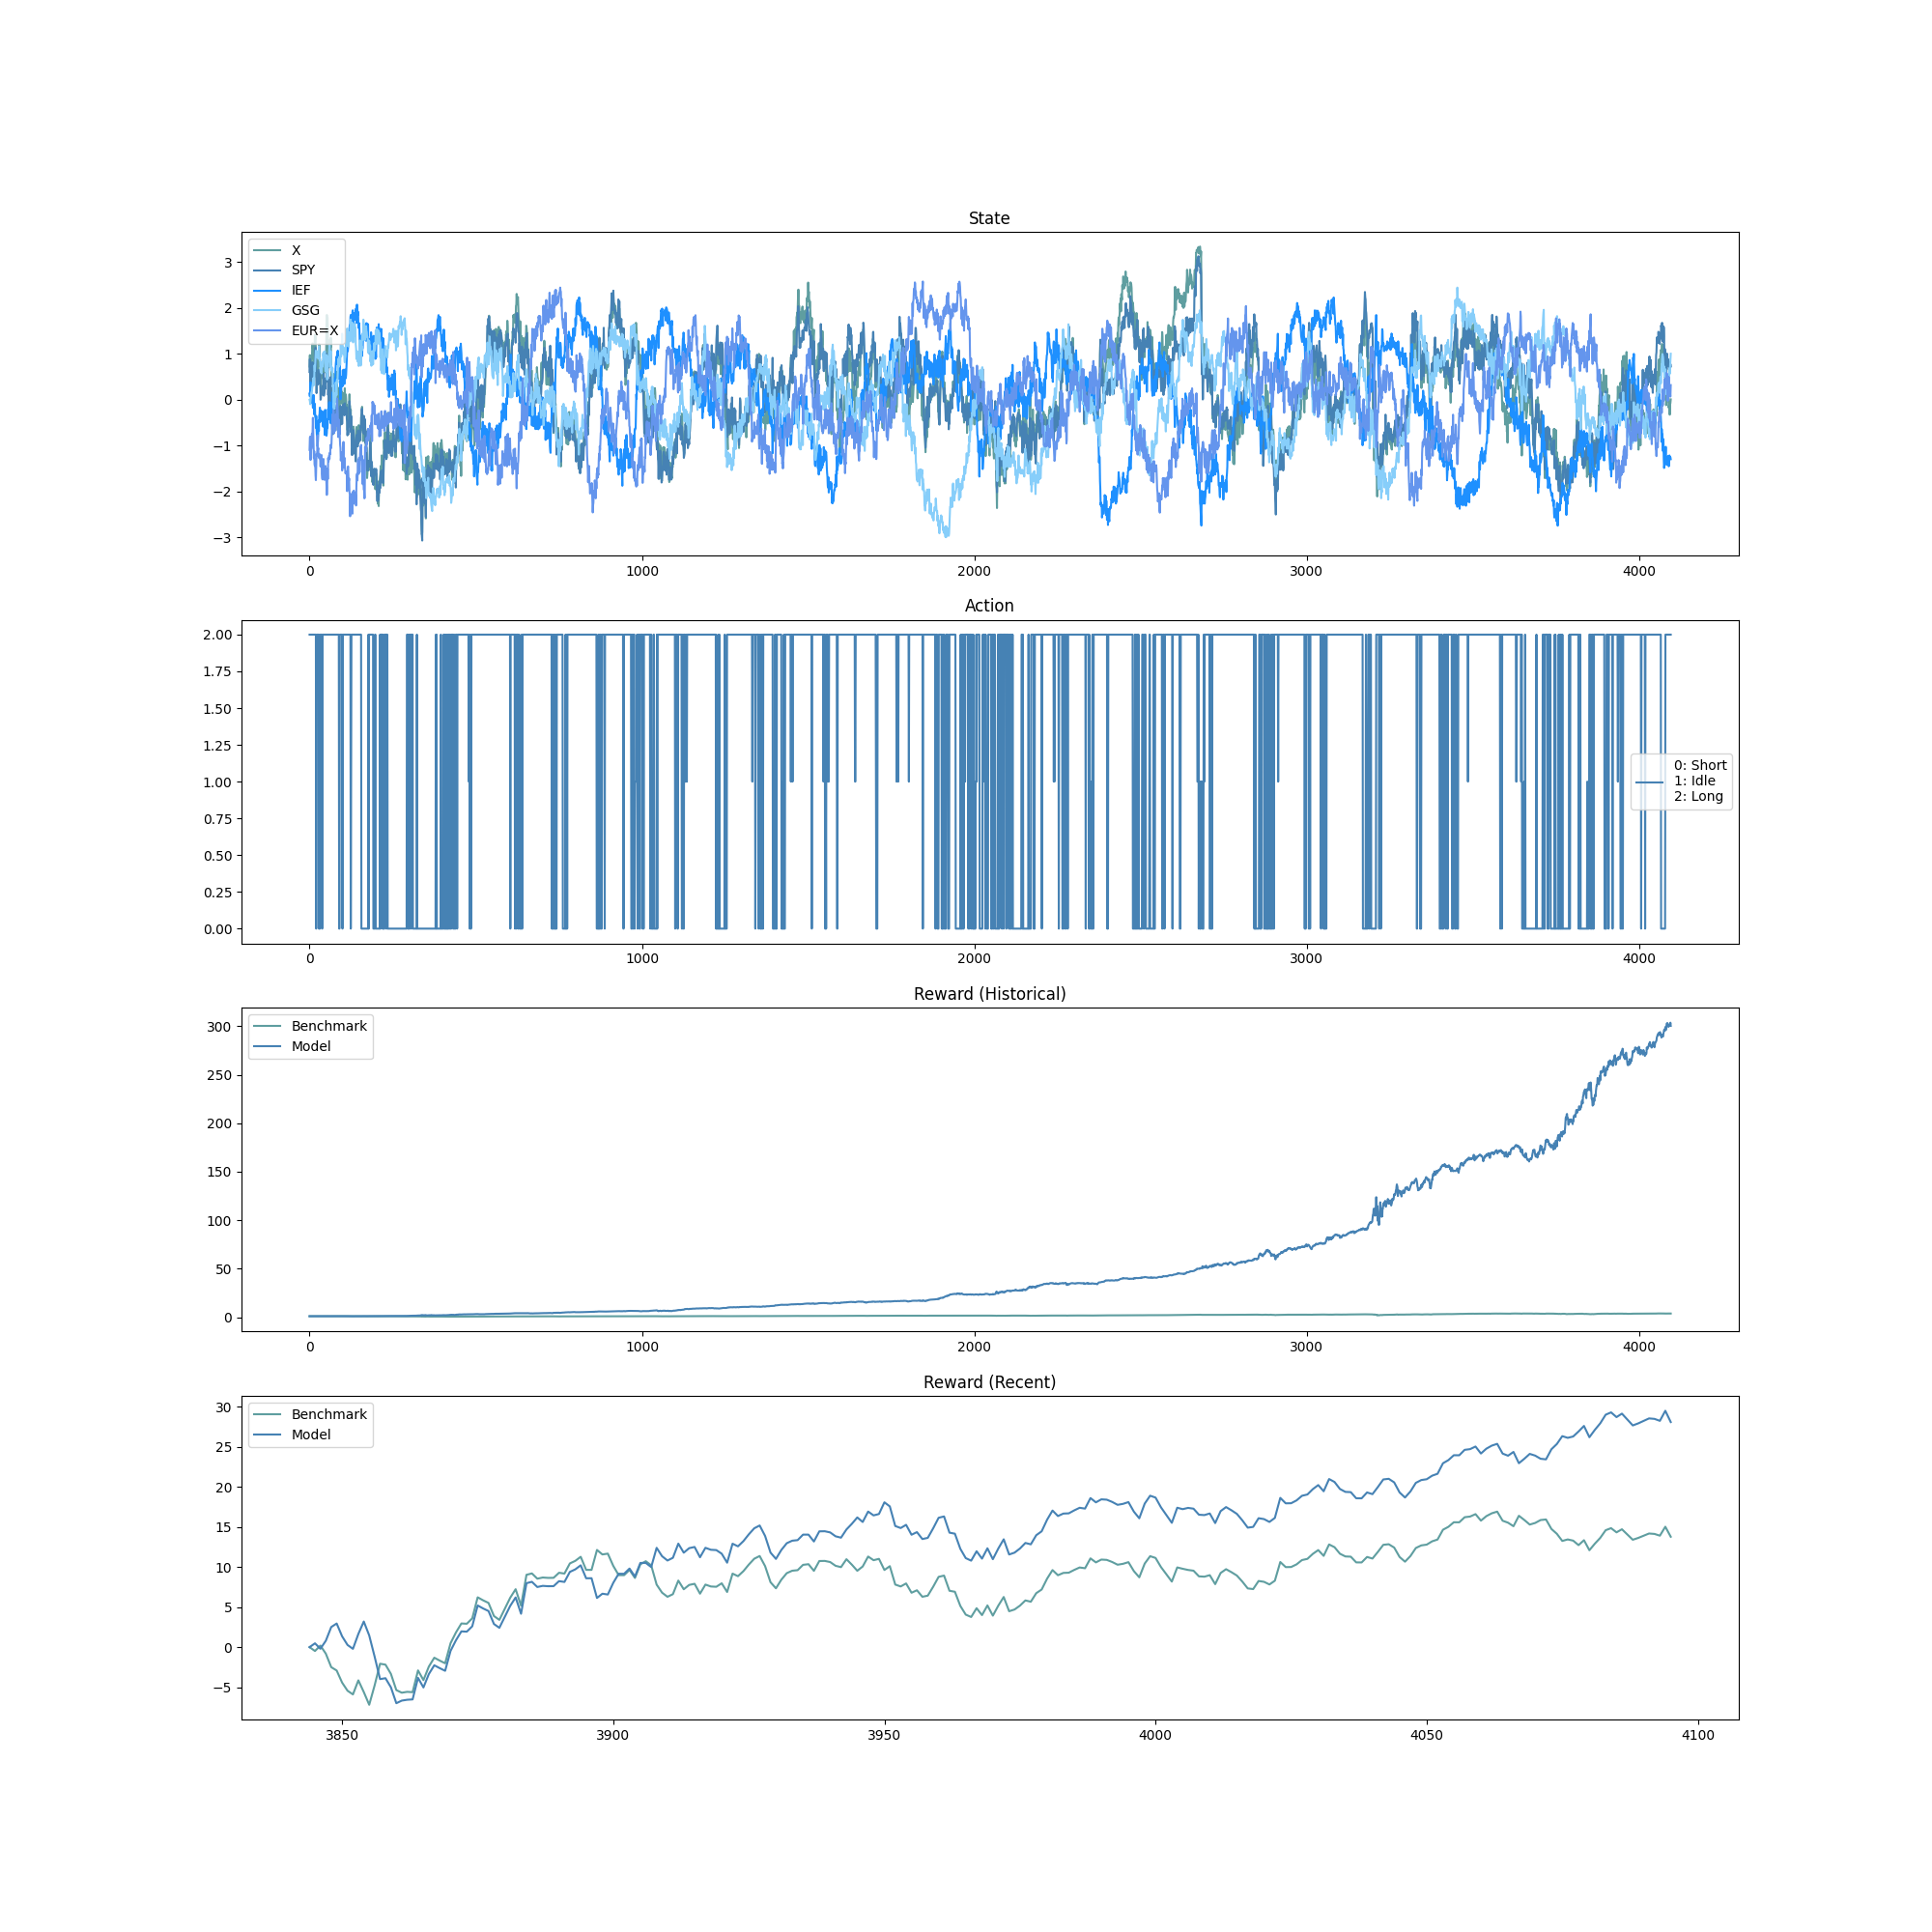 State
X
SPY
IEF
GSG
EUR=X
3
2
1
0
−1
−2
−3
0 1000 2000 3000 4000
Action
2.00
1.75
1.50
1.25
1.00
0.75
0.50
0.25
0.00
0: Short
1: Idle
2: Long
0 1000 2000 3000 4000
Reward (Historical)
Benchmark
Model
300
250
200
150
100
50
0
0 1000 2000 3000 4000
Reward (Recent)
Benchmark
Model
30
25
20
15
10
5
0
−5
3850 3900 3950 4000 4050 4100